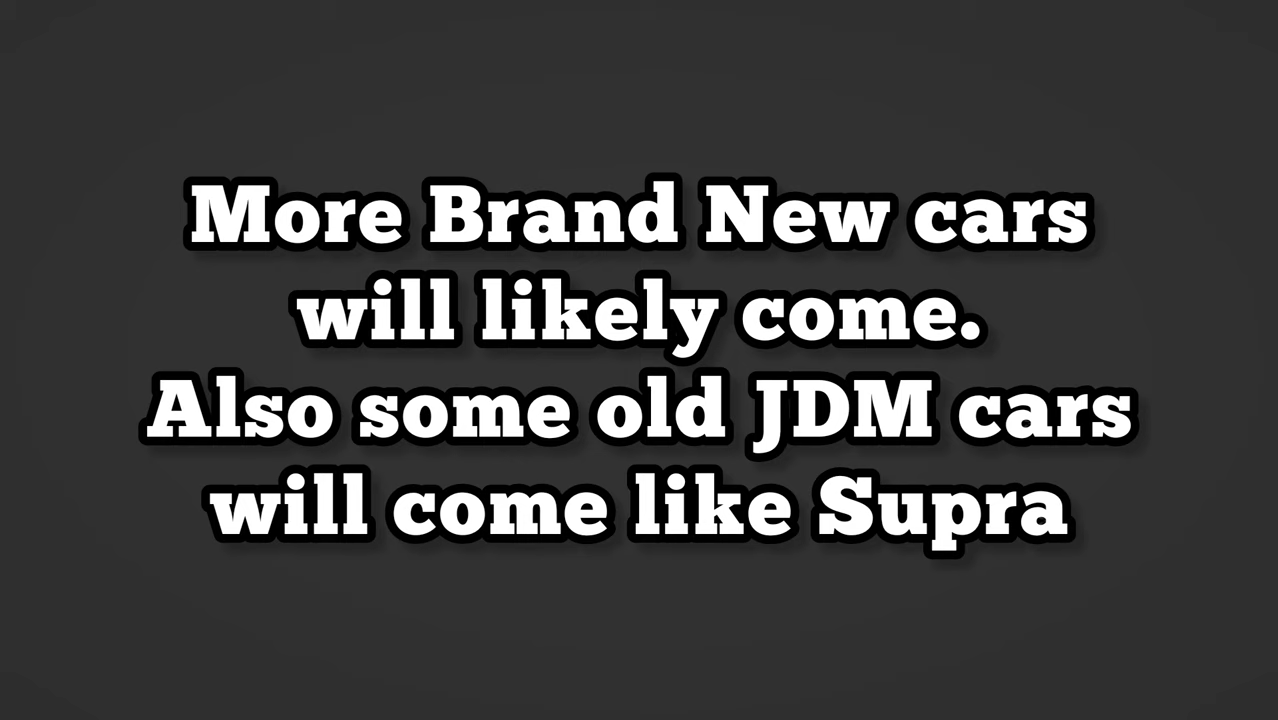 More Brand New cars
will likely come.
Also some old JDM cars
will come like Supra